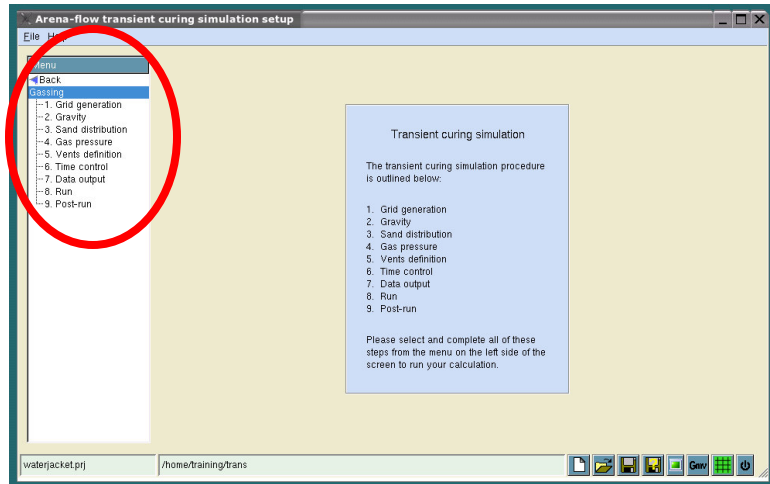 Arena-flow transient curing simulation setup
File Help
Menu
Back
Gassing
1. Grid generation
2. Gravity
3. Sand distribution
4. Gas pressure
5. Vents definition
6. Time control
7. Data output
8. Run
9. Post-run
Transient curing simulation
The transient curing simulation procedure
is outlined below:
1. Grid generation
2. Gravity
3. Sand distribution
4. Gas pressure
5. Vents definition
6. Time control
7. Data output
8. Run
9. Post-run
Please select and complete all of these
steps from the menu on the left side of the
screen to run your calculation.
waterjacket.prj
/home/training/trans
Gmv